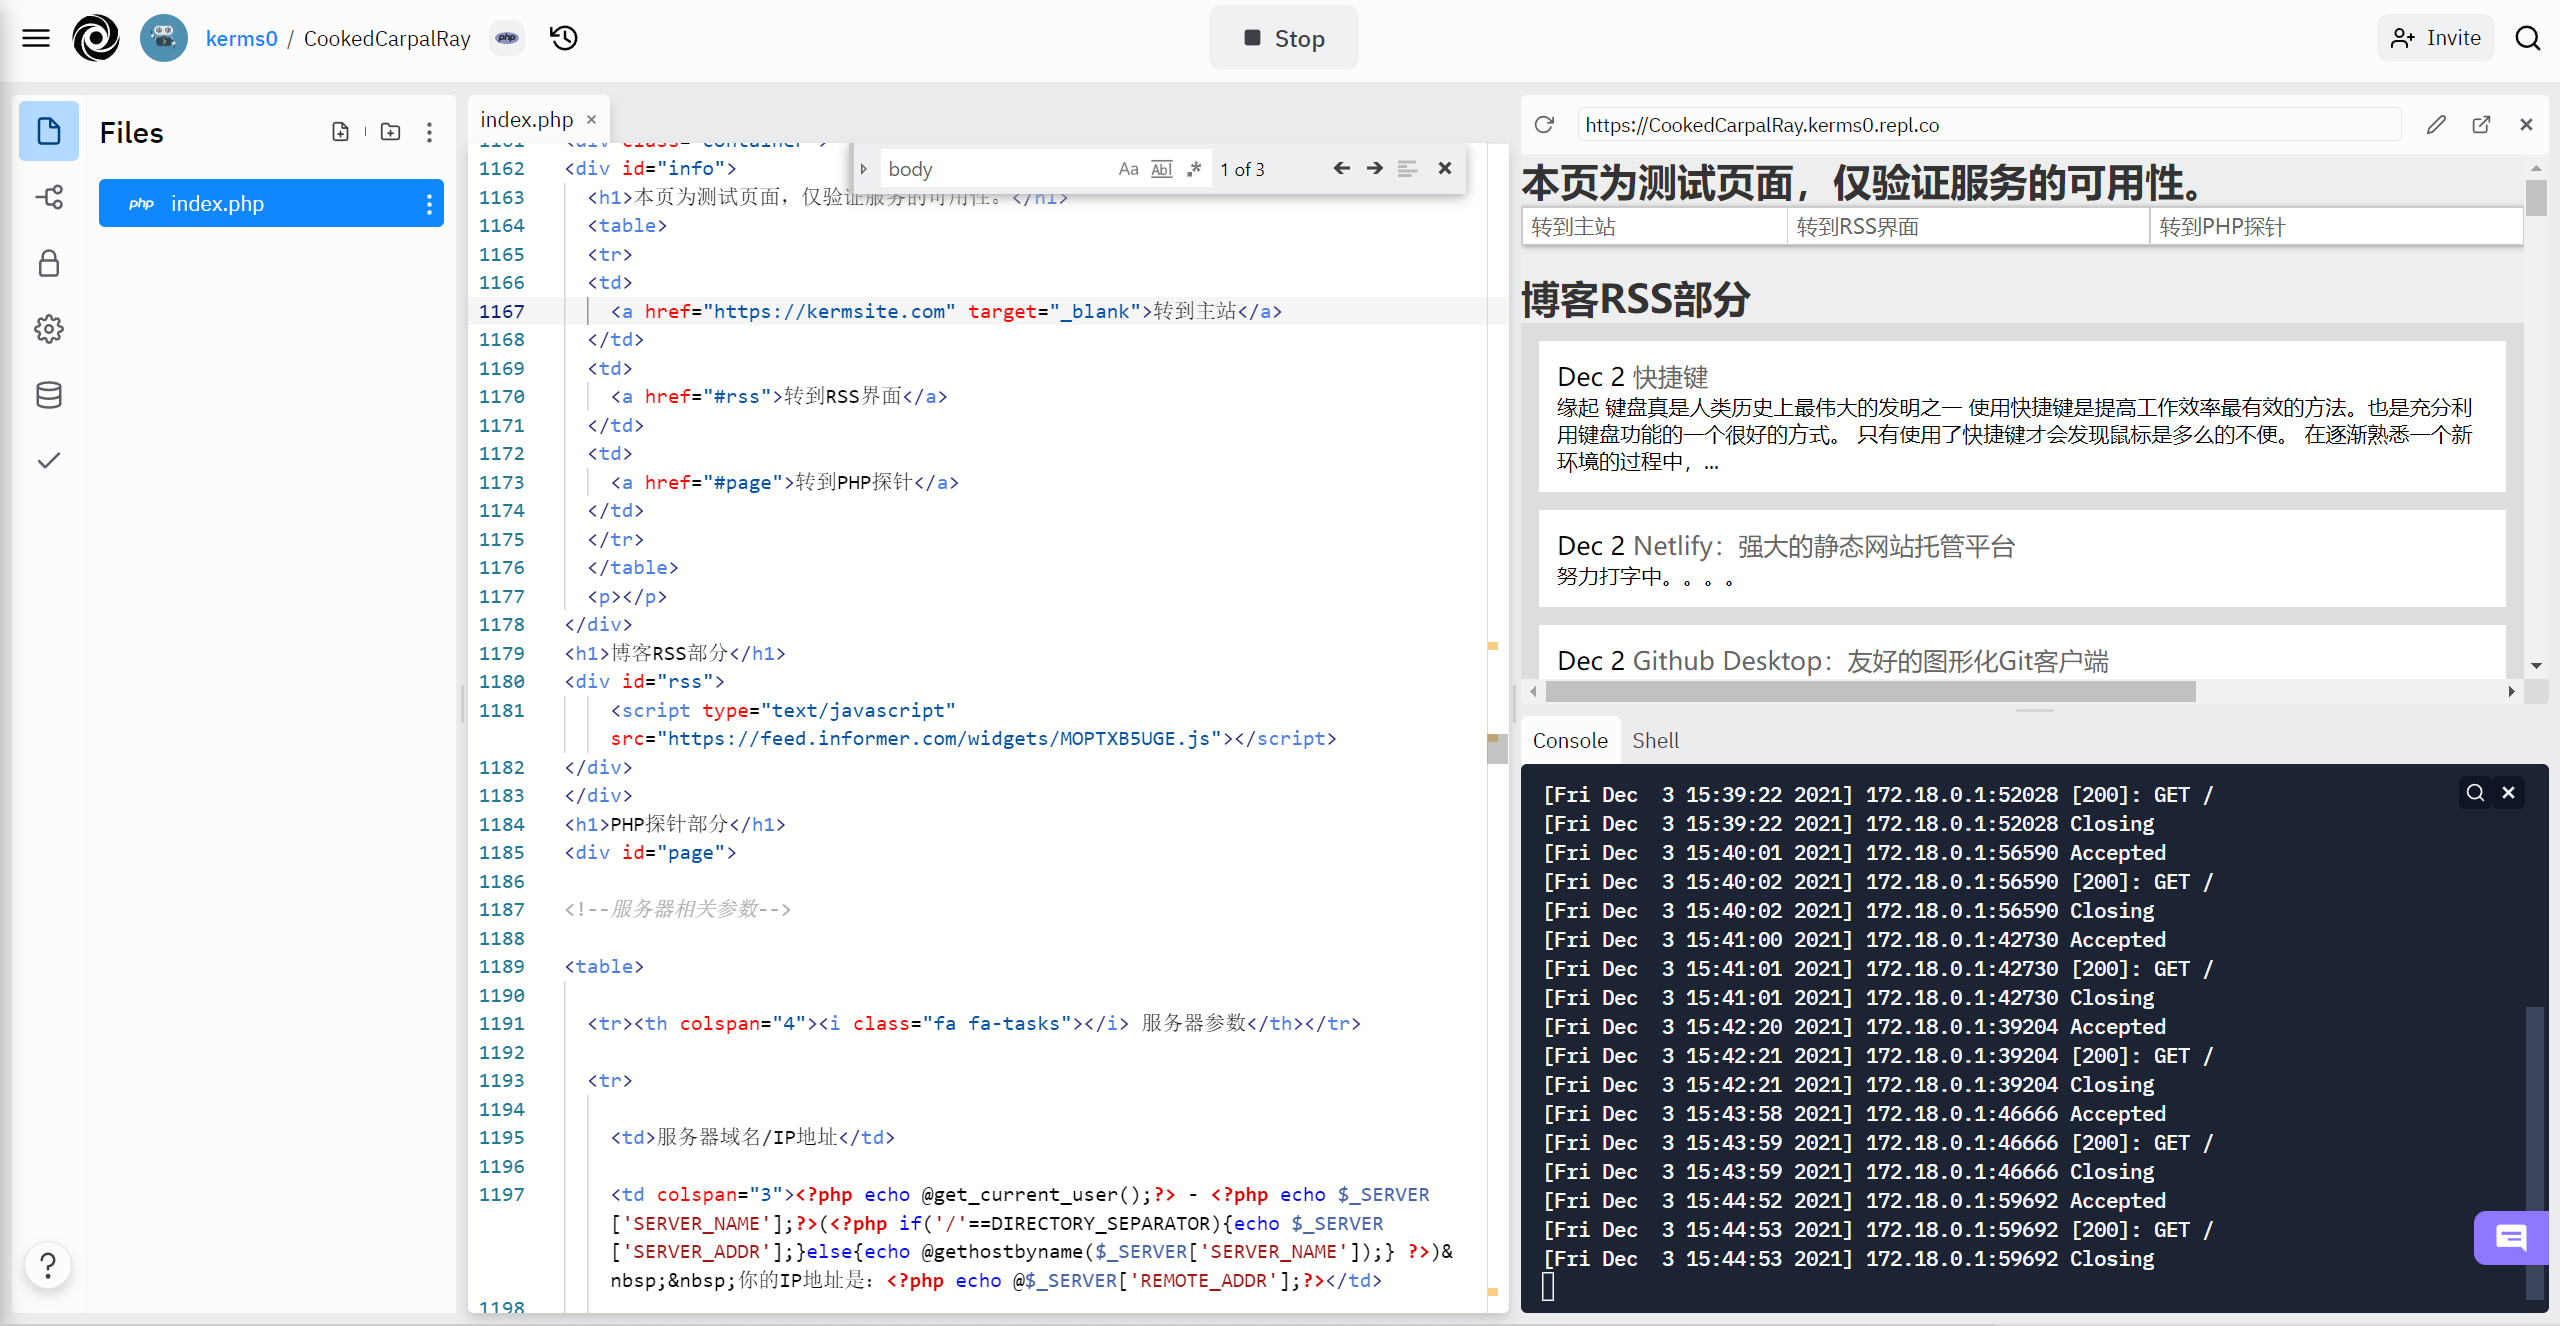 kerms0 / CookedCarpalRay php
Stop
Invite
Files
php index.php
index.php
body Aa Abl .* 1 of 3
1161 <div class="container">
1162 <div id="info">
1163 <h1>本页为测试页面，仅验证服务的可用性。</h1>
1164 <table>
1165 <tr>
1166 <td>
1167 <a href="https://kermsite.com" target="_blank">转到主站</a>
1168 </td>
1169 <td>
1170 <a href="#rss">转到RSS界面</a>
1171 </td>
1172 <td>
1173 <a href="#page">转到PHP探针</a>
1174 </td>
1175 </tr>
1176 </table>
1177 <p></p>
1178 </div>
1179 <h1>博客RSS部分</h1>
1180 <div id="rss">
1181 <script type="text/javascript"
src="https://feed.informer.com/widgets/MOPTXB5UGE.js"></script>
1182 </div>
1183 </div>
1184 <h1>PHP探针部分</h1>
1185 <div id="page">
1186
1187 <!--服务器相关参数-->
1188
1189 <table>
1190
1191 <tr><th colspan="4"><i class="fa fa-tasks"></i> 服务器参数</th></tr>
1192
1193 <tr>
1194
1195 <td>服务器域名/IP地址</td>
1196
1197 <td colspan="3"><?php echo @get_current_user();?> - <?php echo $_SERVER
['SERVER_NAME'];?>(<?php if('/'==DIRECTORY_SEPARATOR){echo $_SERVER
['SERVER_ADDR'];}else{echo @gethostbyname($_SERVER['SERVER_NAME']);} ?>)&
nbsp;&nbsp;你的IP地址是：<?php echo @$_SERVER['REMOTE_ADDR'];?></td>
1198
https://CookedCarpalRay.kerms0.repl.co
本页为测试页面，仅验证服务的可用性。
转到主站 转到RSS界面 转到PHP探针
博客RSS部分
Dec 2 快捷键
缘起 键盘真是人类历史上最伟大的发明之一 使用快捷键是提高工作效率最有效的方法。也是充分利
用键盘功能的一个很好的方式。 只有使用了快捷键才会发现鼠标是多么的不便。 在逐渐熟悉一个新
环境的过程中，...
Dec 2 Netlify：强大的静态网站托管平台
努力打字中。。。。
Dec 2 Github Desktop：友好的图形化Git客户端
Console Shell
[Fri Dec  3 15:39:22 2021] 172.18.0.1:52028 [200]: GET /
[Fri Dec  3 15:39:22 2021] 172.18.0.1:52028 Closing
[Fri Dec  3 15:40:01 2021] 172.18.0.1:56590 Accepted
[Fri Dec  3 15:40:02 2021] 172.18.0.1:56590 [200]: GET /
[Fri Dec  3 15:40:02 2021] 172.18.0.1:56590 Closing
[Fri Dec  3 15:41:00 2021] 172.18.0.1:42730 Accepted
[Fri Dec  3 15:41:01 2021] 172.18.0.1:42730 [200]: GET /
[Fri Dec  3 15:41:01 2021] 172.18.0.1:42730 Closing
[Fri Dec  3 15:42:20 2021] 172.18.0.1:39204 Accepted
[Fri Dec  3 15:42:21 2021] 172.18.0.1:39204 [200]: GET /
[Fri Dec  3 15:42:21 2021] 172.18.0.1:39204 Closing
[Fri Dec  3 15:43:58 2021] 172.18.0.1:46666 Accepted
[Fri Dec  3 15:43:59 2021] 172.18.0.1:46666 [200]: GET /
[Fri Dec  3 15:43:59 2021] 172.18.0.1:46666 Closing
[Fri Dec  3 15:44:52 2021] 172.18.0.1:59692 Accepted
[Fri Dec  3 15:44:53 2021] 172.18.0.1:59692 [200]: GET /
[Fri Dec  3 15:44:53 2021] 172.18.0.1:59692 Closing